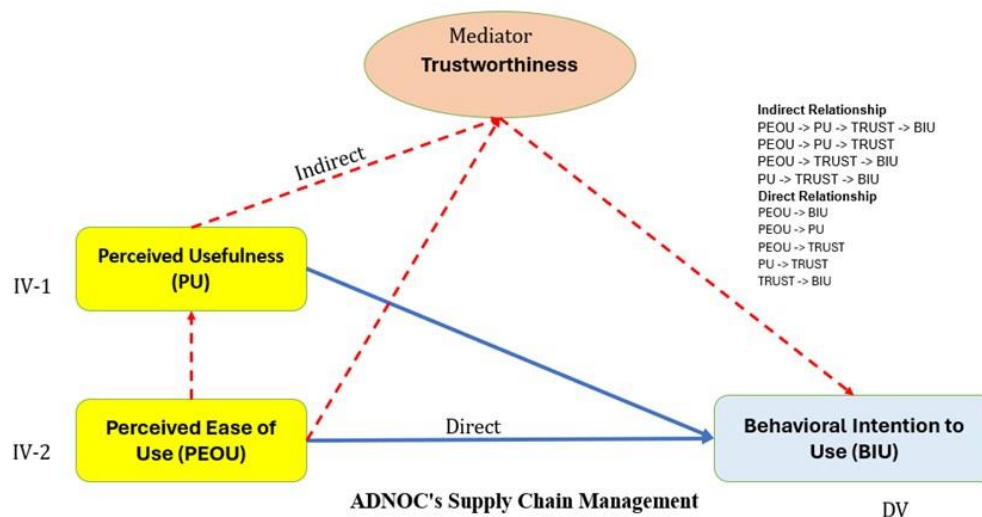 Mediator
Trustworthiness
Indirect Relationship
PEOU -> PU -> TRUST -> BIU
PEOU -> PU -> TRUST
PEOU -> TRUST -> BIU
PU -> TRUST -> BIU
Direct Relationship
PEOU -> BIU
PEOU -> PU
PEOU -> TRUST
PU -> TRUST
TRUST -> BIU
Indirect
Perceived Usefulness
(PU)
IV-1
Perceived Ease of
Use (PEOU)
IV-2
Direct
Behavioral Intention to
Use (BIU)
ADNOC's Supply Chain Management
DV